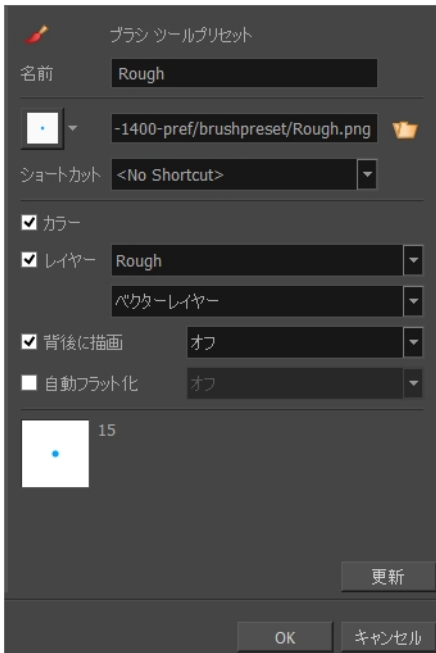 ブラシ ツールプリセット
名前 Rough
-1400-pref/brushpreset/Rough.png
ショートカット <No Shortcut>
カラー
レイヤー Rough
ベクターレイヤー
背後に描画 オフ
自動フラット化 オフ
15
更新
OK キャンセル